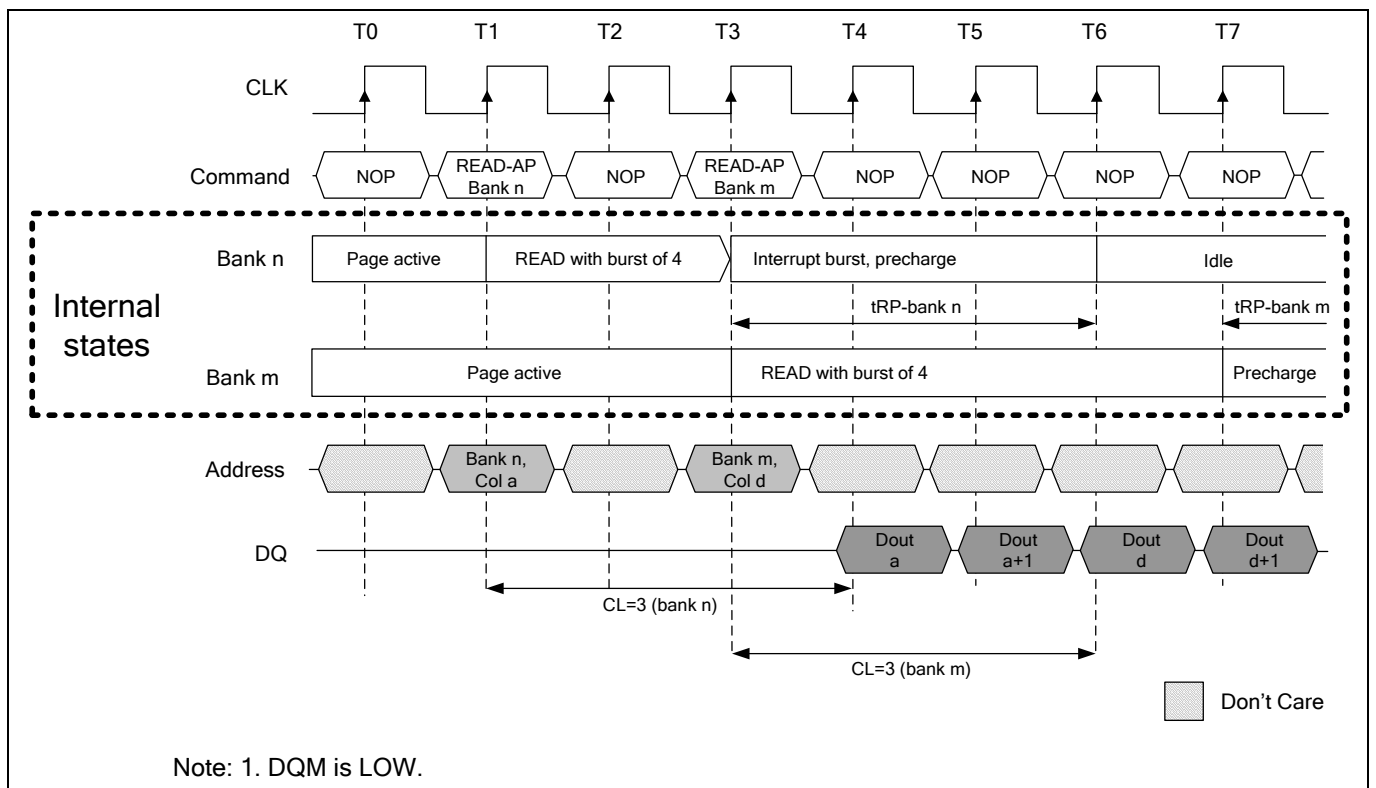 T0 T1 T2 T3 T4 T5 T6 T7
CLK
Command NOP READ-AP Bank n NOP READ-AP Bank m NOP NOP NOP NOP
Internal states
Bank n Page active READ with burst of 4 Interrupt burst, precharge Idle
tRP-bank n tRP-bank m
Bank m Page active READ with burst of 4 Precharge
Address Bank n, Col a Bank m, Col d
DQ Dout a Dout a+1 Dout d Dout d+1
CL=3 (bank n)
CL=3 (bank m)
Don't Care
Note: 1. DQM is LOW.